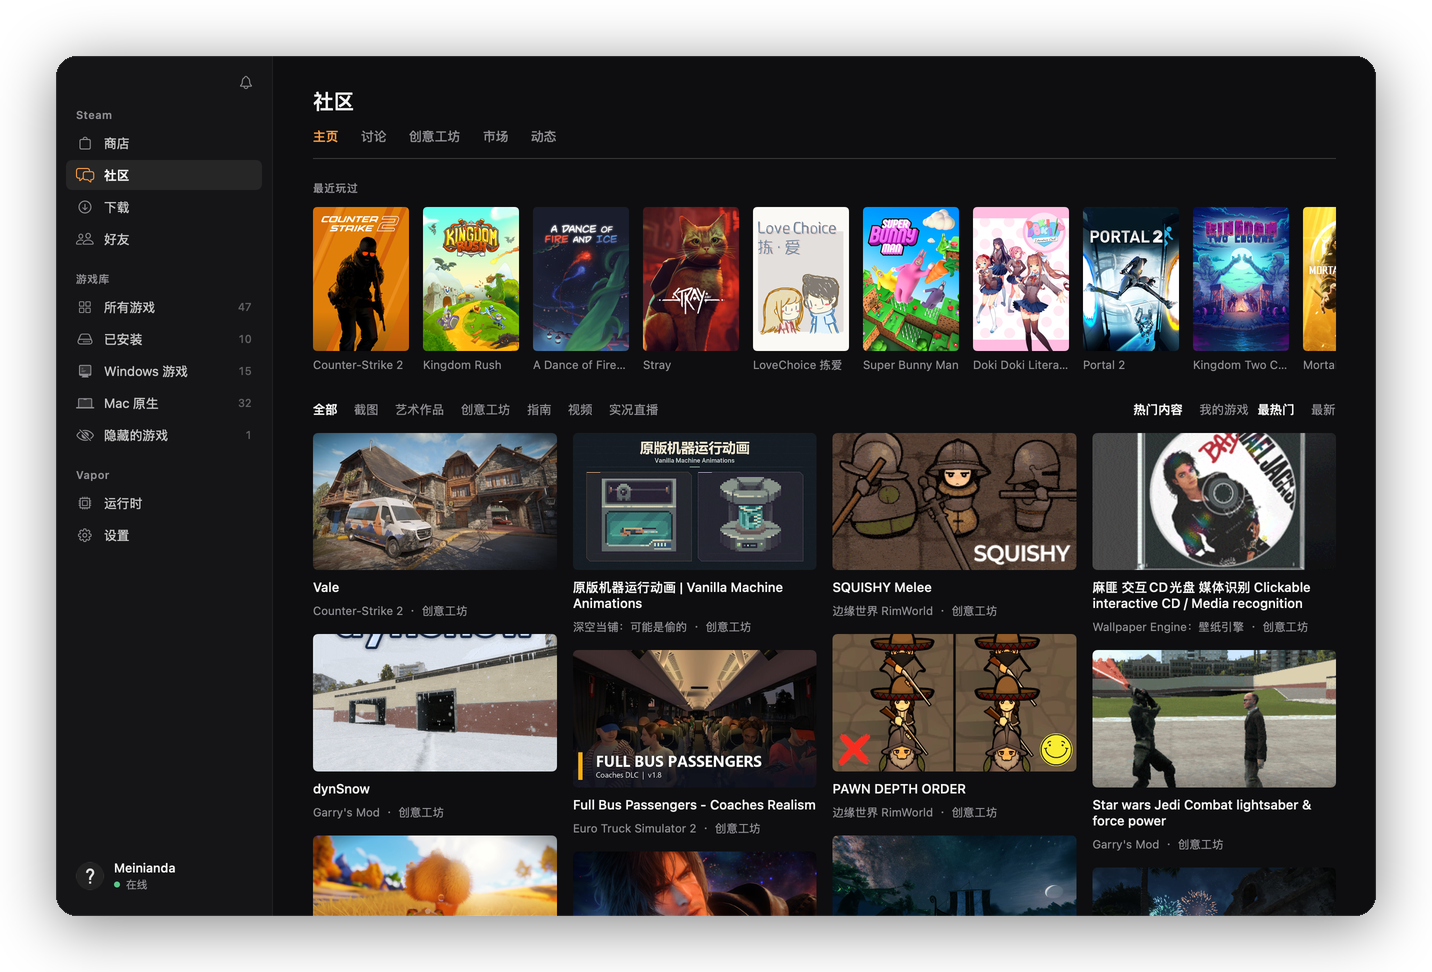 Steam
商店
社区
下载
好友
游戏库
所有游戏 47
已安装 10
Windows 游戏 15
Mac 原生 32
隐藏的游戏 1
Vapor
运行时
设置
?
Meinianda
在线
社区
主页 讨论 创意工坊 市场 动态
最近玩过
COUNTER STRIKE 2
KINGDOM RUSH
A DANCE OF FIRE AND ICE
STRAY
Love Choice
拣·爱
SUPER BUNNY MAN
PORTAL 2
KINGDOM TWO CROWNS
MORTA
Counter-Strike 2
Kingdom Rush
A Dance of Fire...
Stray
LoveChoice 拣爱
Super Bunny Man
Doki Doki Litera...
Portal 2
Kingdom Two C...
Morta
全部 截图 艺术作品 创意工坊 指南 视频 实况直播
热门内容 我的游戏 最热门 最新
Vale
Counter-Strike 2 · 创意工坊
原版机器运行动画
Vanilla Machine Animations
原版机器运行动画 | Vanilla Machine
Animations
深空当铺：可能是偷的 · 创意工坊
SQUISHY
SQUISHY Melee
边缘世界 RimWorld · 创意工坊
麻匪 交互CD光盘 媒体识别 Clickable
interactive CD / Media recognition
Wallpaper Engine：壁纸引擎 · 创意工坊
dynSnow
dynSnow
Garry's Mod · 创意工坊
FULL BUS PASSENGERS
Coaches DLC | v1.8
Full Bus Passengers - Coaches Realism
Euro Truck Simulator 2 · 创意工坊
PAWN DEPTH ORDER
边缘世界 RimWorld · 创意工坊
Star wars Jedi Combat lightsaber &
force power
Garry's Mod · 创意工坊